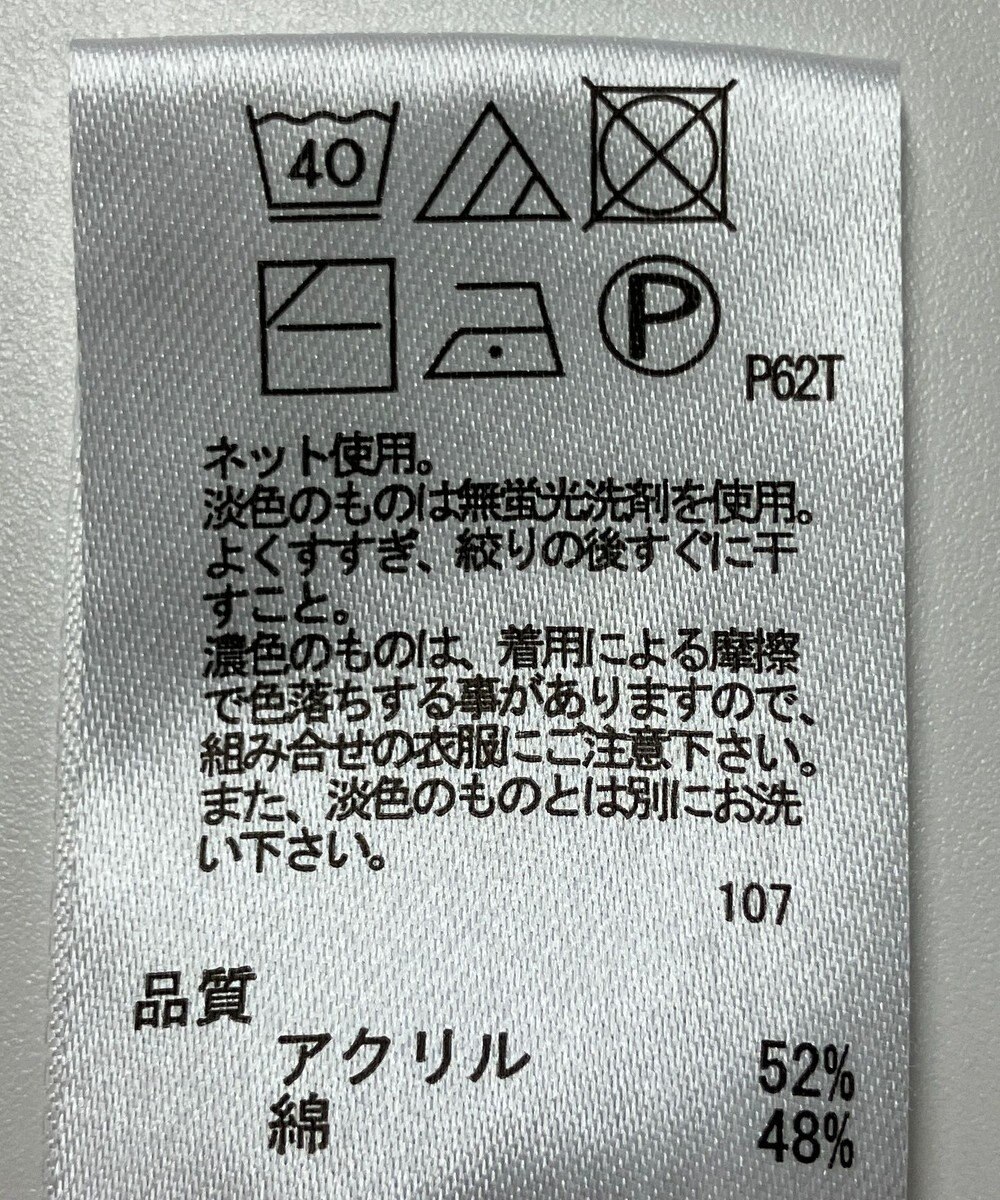 40
P
P62T
ネット使用。
淡色のものは無蛍光洗剤を使用。
よくすすぎ、絞りの後すぐに干
すこと。
濃色のものは、着用による摩擦
で色落ちする事がありますので、
組み合せの衣服にご注意下さい。
また、淡色のものとは別にお洗
い下さい。
107
品質
アクリル 52%
綿 48%